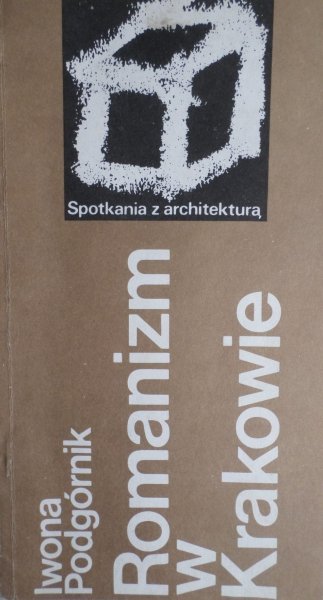 Spotkania z architekturą
Iwona
Podgórnik
Romanizm
w
Krakowie